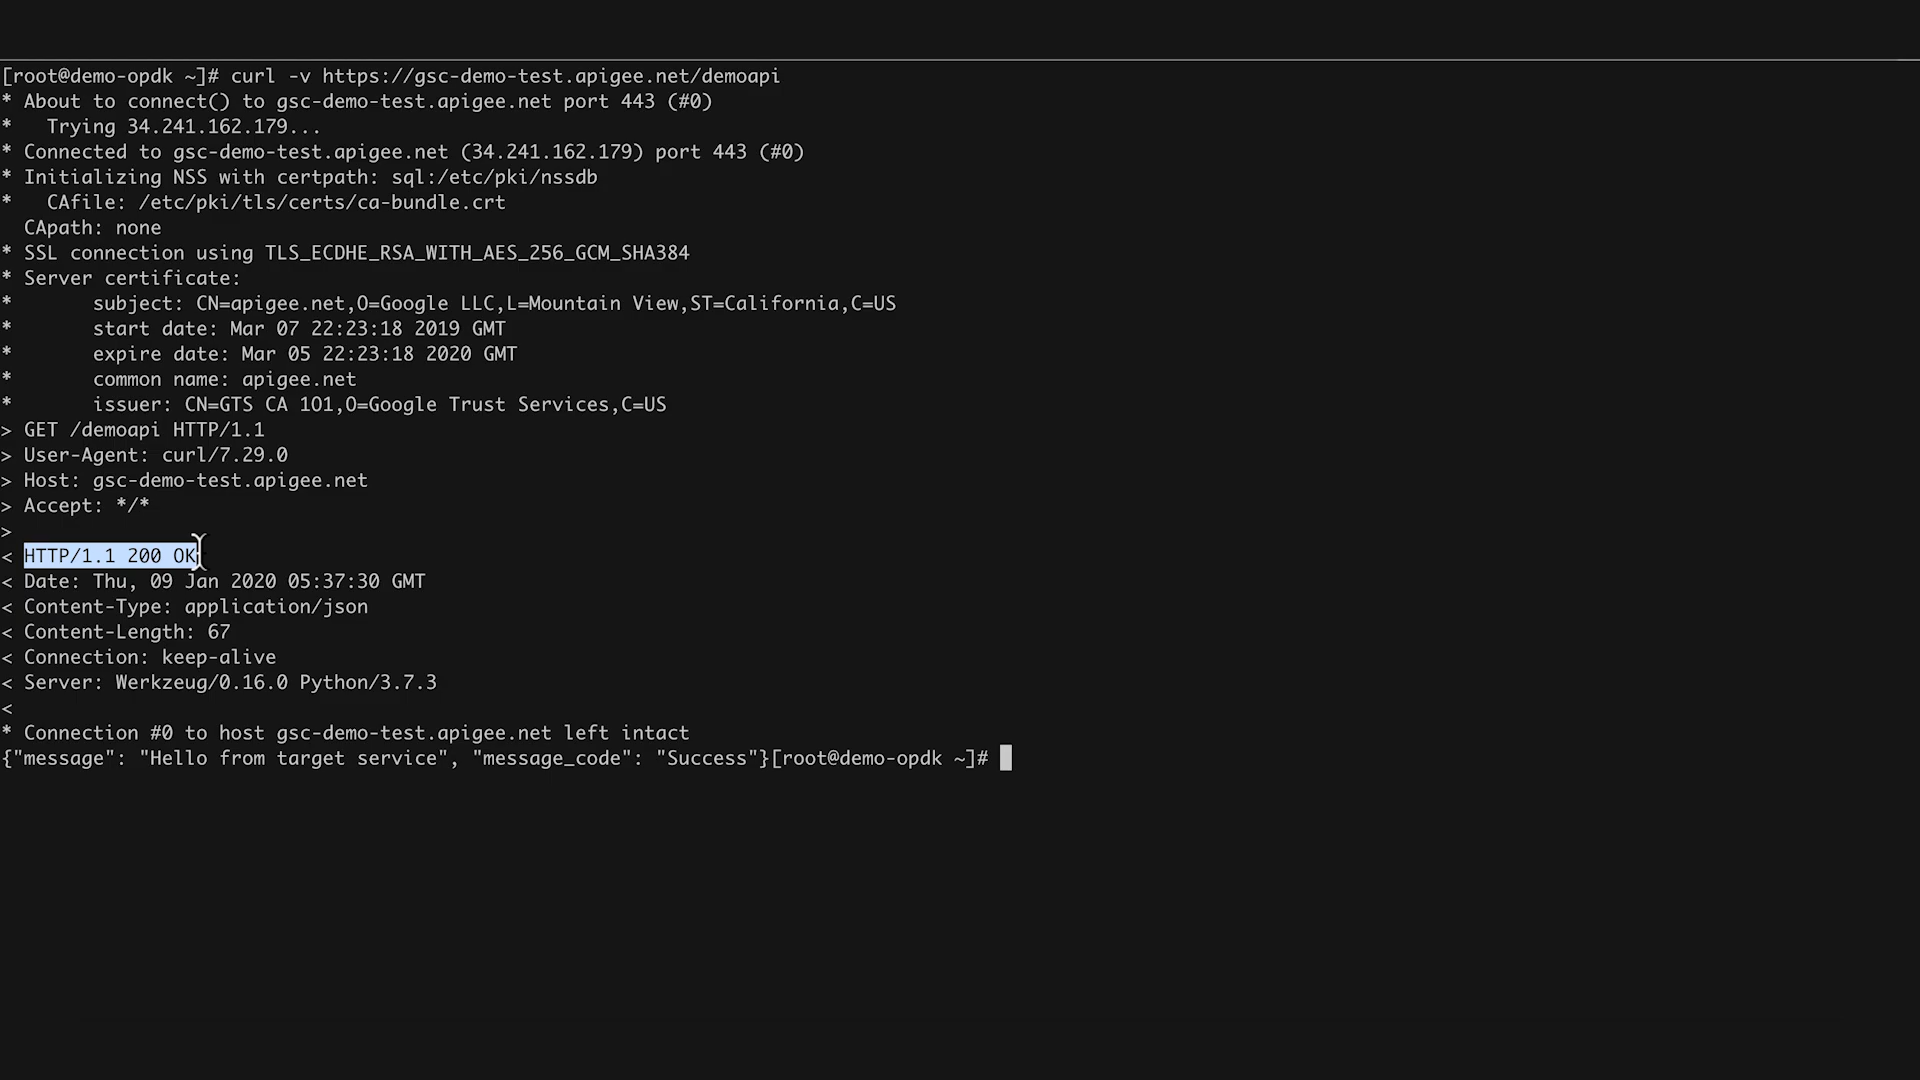 [root@demo-opdk ~]# curl -v https://gsc-demo-test.apigee.net/demoapi
* About to connect() to gsc-demo-test.apigee.net port 443 (#0)
*   Trying 34.241.162.179...
* Connected to gsc-demo-test.apigee.net (34.241.162.179) port 443 (#0)
* Initializing NSS with certpath: sql:/etc/pki/nssdb
*   CAfile: /etc/pki/tls/certs/ca-bundle.crt
  CApath: none
* SSL connection using TLS_ECDHE_RSA_WITH_AES_256_GCM_SHA384
* Server certificate:
*       subject: CN=apigee.net,O=Google LLC,L=Mountain View,ST=California,C=US
*       start date: Mar 07 22:23:18 2019 GMT
*       expire date: Mar 05 22:23:18 2020 GMT
*       common name: apigee.net
*       issuer: CN=GTS CA 1O1,O=Google Trust Services,C=US
> GET /demoapi HTTP/1.1
> User-Agent: curl/7.29.0
> Host: gsc-demo-test.apigee.net
> Accept: */*
>
< HTTP/1.1 200 OK
< Date: Thu, 09 Jan 2020 05:37:30 GMT
< Content-Type: application/json
< Content-Length: 67
< Connection: keep-alive
< Server: Werkzeug/0.16.0 Python/3.7.3
<
* Connection #0 to host gsc-demo-test.apigee.net left intact
{"message": "Hello from target service", "message_code": "Success"}[root@demo-opdk ~]#